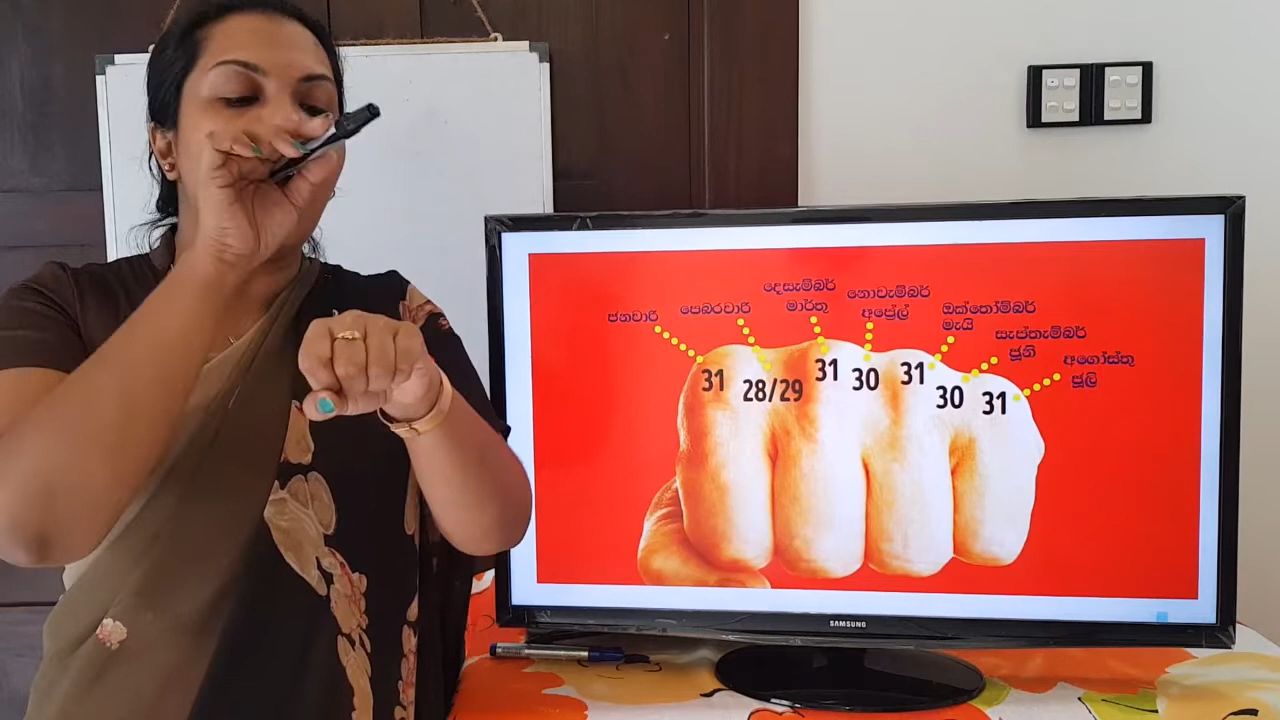 ජනවාරි
පෙබරවාරි
දෙසැම්බර්
මාර්තු
නොවැම්බර්
අප්‍රේල්
ඔක්තෝම්බර්
මැයි
සැප්තැම්බර්
ජූනි
අගෝස්තු
ජූලි
31
28/29
31
30
31
30
31
SAMSUNG